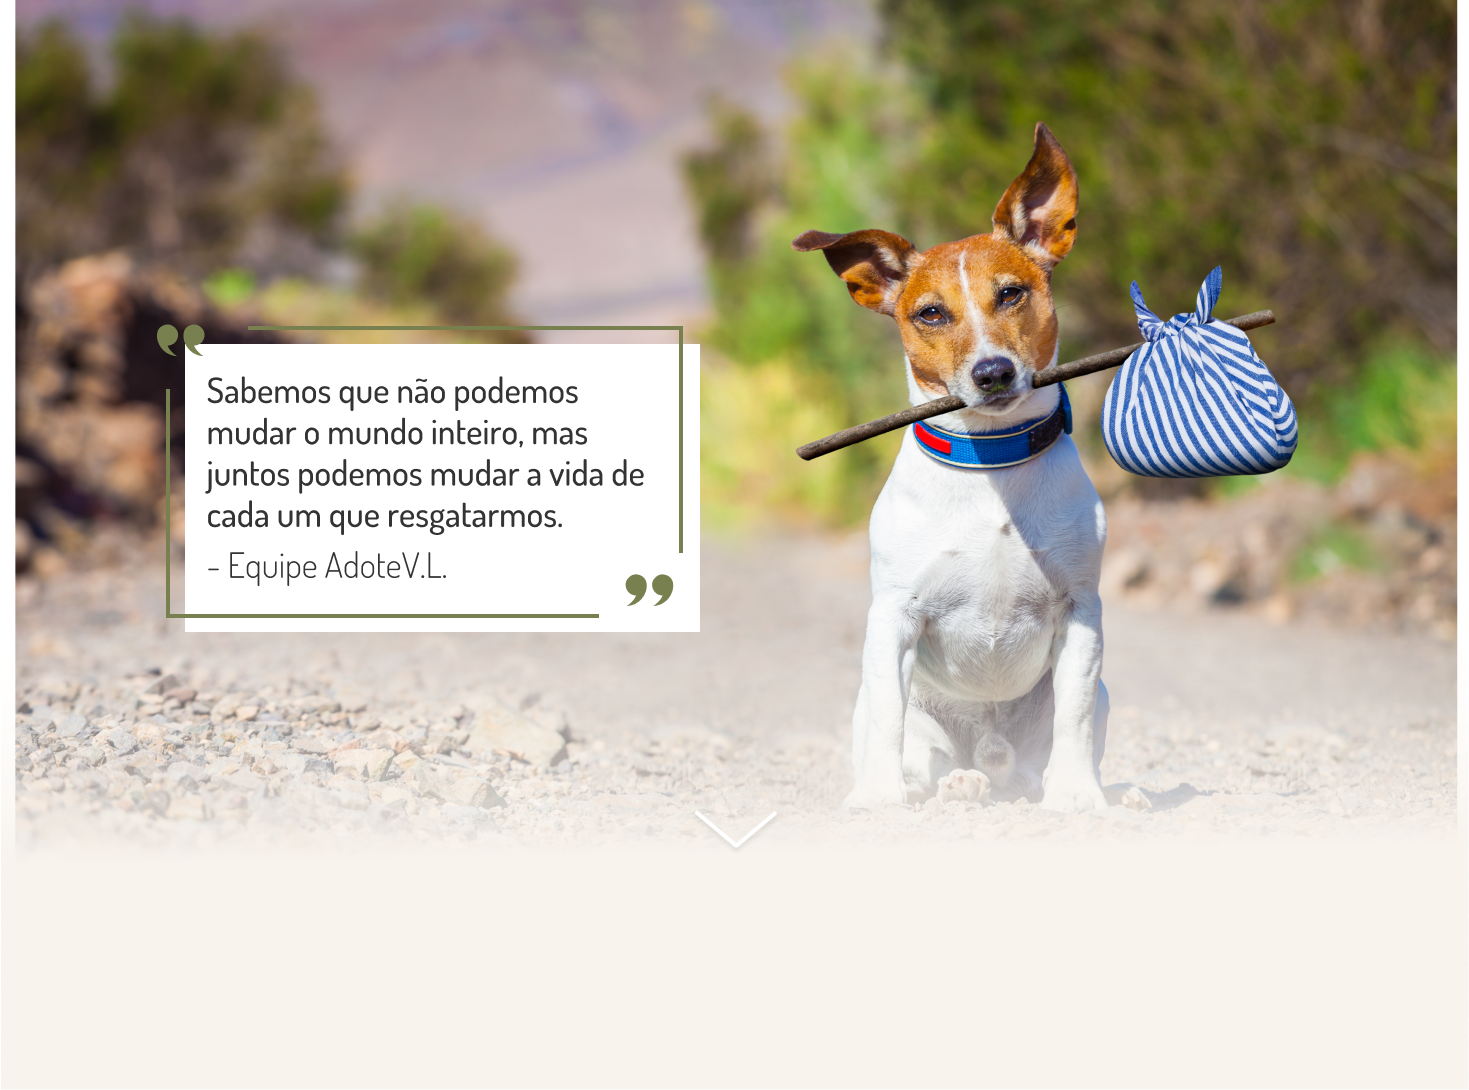 Sabemos que não podemos
mudar o mundo inteiro, mas
juntos podemos mudar a vida de
cada um que resgatarmos.
- Equipe AdoteV.L.